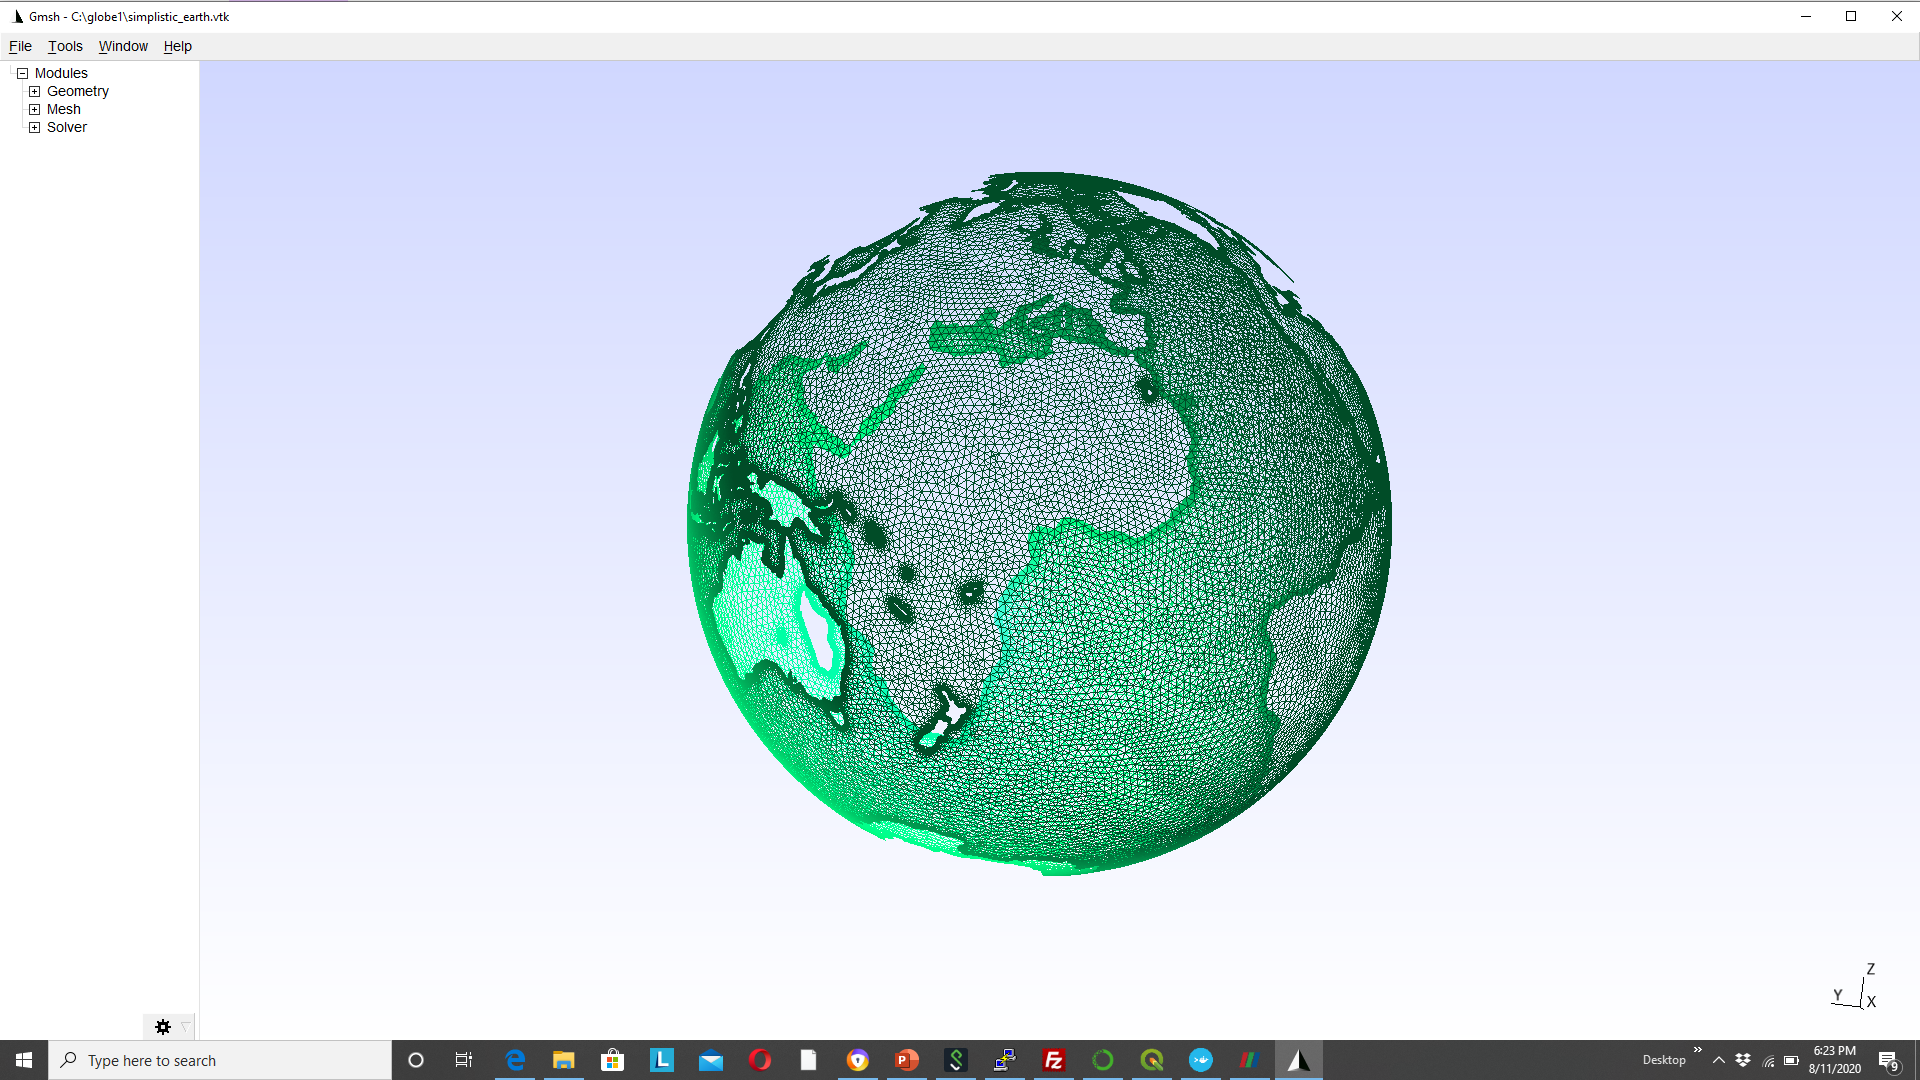 Gmsh - C:\globe1\simplistic_earth.vtk
File Tools Window Help
Modules
Geometry
Mesh
Solver
Z
Y
X
Type here to search
L
P
Fz
Desktop
6:23 PM
8/11/2020
9